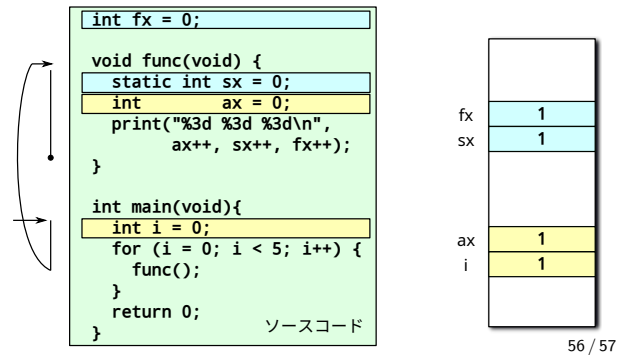 int fx = 0;
void func(void) {
static int sx = 0;
int ax = 0;
print("%3d %3d %3d\n",
ax++, sx++, fx++);
}
int main(void){
int i = 0;
for (i = 0; i < 5; i++) {
func();
}
return 0;
}
ソースコード
fx 1
sx 1
ax 1
i 1
56 / 57